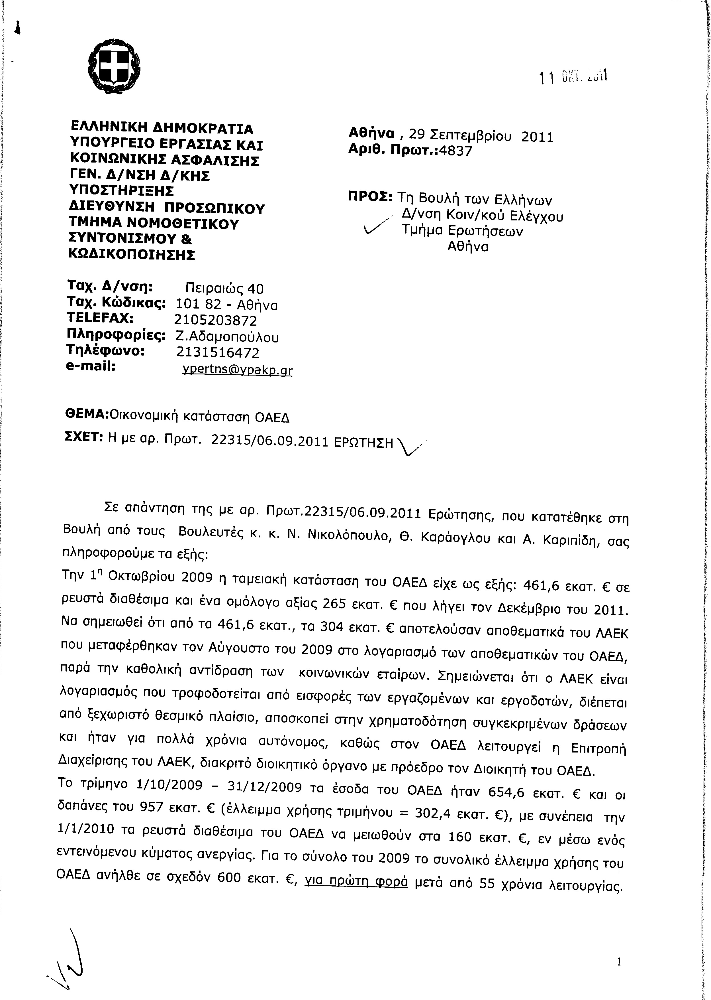 11 ΟΚΤ. 2011
ΕΛΛΗΝΙΚΗ ΔΗΜΟΚΡΑΤΙΑ
ΥΠΟΥΡΓΕΙΟ ΕΡΓΑΣΙΑΣ ΚΑΙ
ΚΟΙΝΩΝΙΚΗΣ ΑΣΦΑΛΙΣΗΣ
ΓΕΝ. Δ/ΝΣΗ Δ/ΚΗΣ
ΥΠΟΣΤΗΡΙΞΗΣ
ΔΙΕΥΘΥΝΣΗ ΠΡΟΣΩΠΙΚΟΥ
ΤΜΗΜΑ ΝΟΜΟΘΕΤΙΚΟΥ
ΣΥΝΤΟΝΙΣΜΟΥ &
ΚΩΔΙΚΟΠΟΙΗΣΗΣ
Αθήνα , 29 Σεπτεμβρίου 2011
Αριθ. Πρωτ.:4837
ΠΡΟΣ: Τη Βουλή των Ελλήνων
Δ/νση Κοιν/κού Ελέγχου
Τμήμα Ερωτήσεων
Αθήνα
Ταχ. Δ/νση: Πειραιώς 40
Ταχ. Κώδικας: 101 82 - Αθήνα
TELEFAX: 2105203872
Πληροφορίες: Ζ.Αδαμοπούλου
Τηλέφωνο: 2131516472
e-mail: ypertns@ypakp.gr
ΘΕΜΑ:Οικονομική κατάσταση ΟΑΕΔ
ΣΧΕΤ: Η με αρ. Πρωτ. 22315/06.09.2011 ΕΡΩΤΗΣΗ
Σε απάντηση της με αρ. Πρωτ.22315/06.09.2011 Ερώτησης, που κατατέθηκε στη
Βουλή από τους Βουλευτές κ. κ. Ν. Νικολόπουλο, Θ. Καράογλου και Α. Καριπίδη, σας
πληροφορούμε τα εξής:
Την 1η Οκτωβρίου 2009 η ταμειακή κατάσταση του ΟΑΕΔ είχε ως εξής: 461,6 εκατ. € σε
ρευστά διαθέσιμα και ένα ομόλογο αξίας 265 εκατ. € που λήγει τον Δεκέμβριο του 2011.
Να σημειωθεί ότι από τα 461,6 εκατ., τα 304 εκατ. € αποτελούσαν αποθεματικά του ΛΑΕΚ
που μεταφέρθηκαν τον Αύγουστο του 2009 στο λογαριασμό των αποθεματικών του ΟΑΕΔ,
παρά την καθολική αντίδραση των κοινωνικών εταίρων. Σημειώνεται ότι ο ΛΑΕΚ είναι
λογαριασμός που τροφοδοτείται από εισφορές των εργαζομένων και εργοδοτών, διέπεται
από ξεχωριστό θεσμικό πλαίσιο, αποσκοπεί στην χρηματοδότηση συγκεκριμένων δράσεων
και ήταν για πολλά χρόνια αυτόνομος, καθώς στον ΟΑΕΔ λειτουργεί η Επιτροπή
Διαχείρισης του ΛΑΕΚ, διακριτό διοικητικό όργανο με πρόεδρο τον Διοικητή του ΟΑΕΔ.
Το τρίμηνο 1/10/2009 – 31/12/2009 τα έσοδα του ΟΑΕΔ ήταν 654,6 εκατ. € και οι
δαπάνες του 957 εκατ. € (έλλειμμα χρήσης τριμήνου = 302,4 εκατ. €), με συνέπεια την
1/1/2010 τα ρευστά διαθέσιμα του ΟΑΕΔ να μειωθούν στα 160 εκατ. €, εν μέσω ενός
εντεινόμενου κύματος ανεργίας. Για το σύνολο του 2009 το συνολικό έλλειμμα χρήσης του
ΟΑΕΔ ανήλθε σε σχεδόν 600 εκατ. €, για πρώτη φορά μετά από 55 χρόνια λειτουργίας.
1